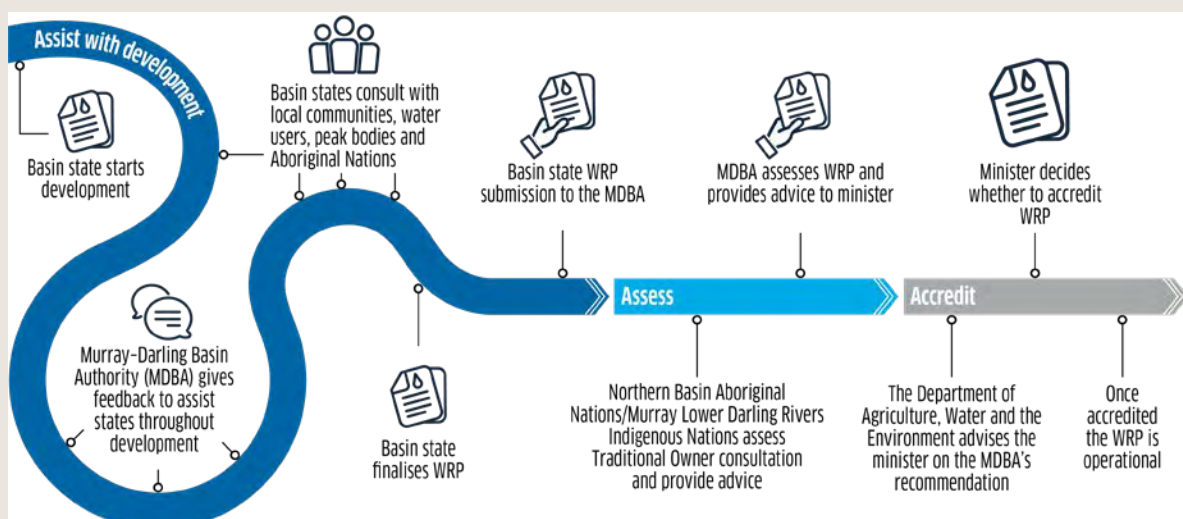 Assist with development
Basin state starts
development
Basin states consult with
local communities, water
users, peak bodies and
Aboriginal Nations
Murray–Darling Basin
Authority (MDBA) gives
feedback to assist
states throughout
development
Basin state
finalises WRP
Basin state WRP
submission to the MDBA
MDBA assesses WRP and
provides advice to minister
Minister decides
whether to accredit
WRP
Assess
Accredit
Northern Basin Aboriginal
Nations/Murray Lower Darling Rivers
Indigenous Nations assess
Traditional Owner consultation
and provide advice
The Department of
Agriculture, Water and the
Environment advises the
minister on the MDBA's
recommendation
Once
accredited
the WRP is
operational